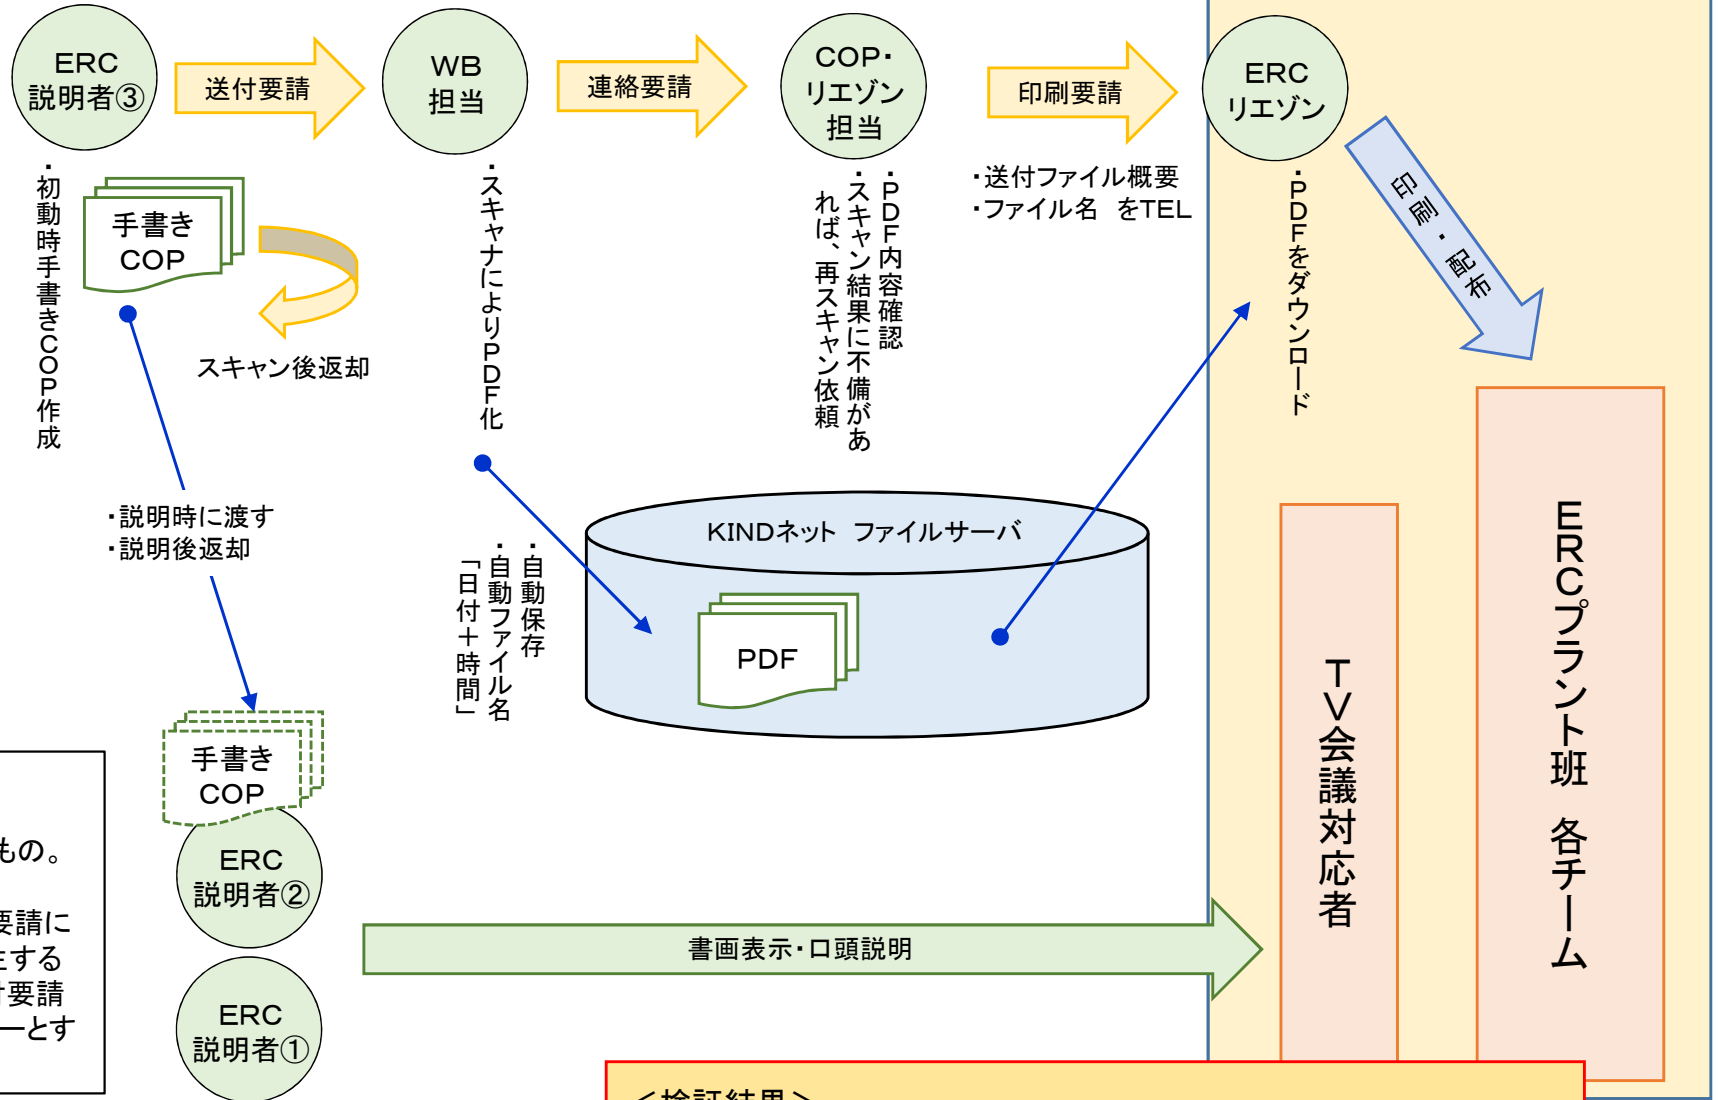 ERC
説明者③
送付要請
WB
担当
連絡要請
COP・
リエゾン
担当
印刷要請
ERC
リエゾン
・初動時手書きCOP作成
手書き
COP
スキャン後返却
・スキャナによりPDF化
・PDF内容確認
・スキャン結果に不備があ
れば、再スキャン依頼
・送付ファイル概要
・ファイル名　をTEL
・PDFをダウンロード
印刷・配布
・説明時に渡す
・説明後返却
・自動保存
・自動ファイル名
「日付＋時間」
KINDネット　ファイルサーバ
PDF
TV会議対応者
ERCプラント班　各チーム
手書き
COP
ERC
説明者②
ERC
説明者①
書画表示・口頭説明
もの。
要請に
生する
付要請
ーとす
＜検証結果＞